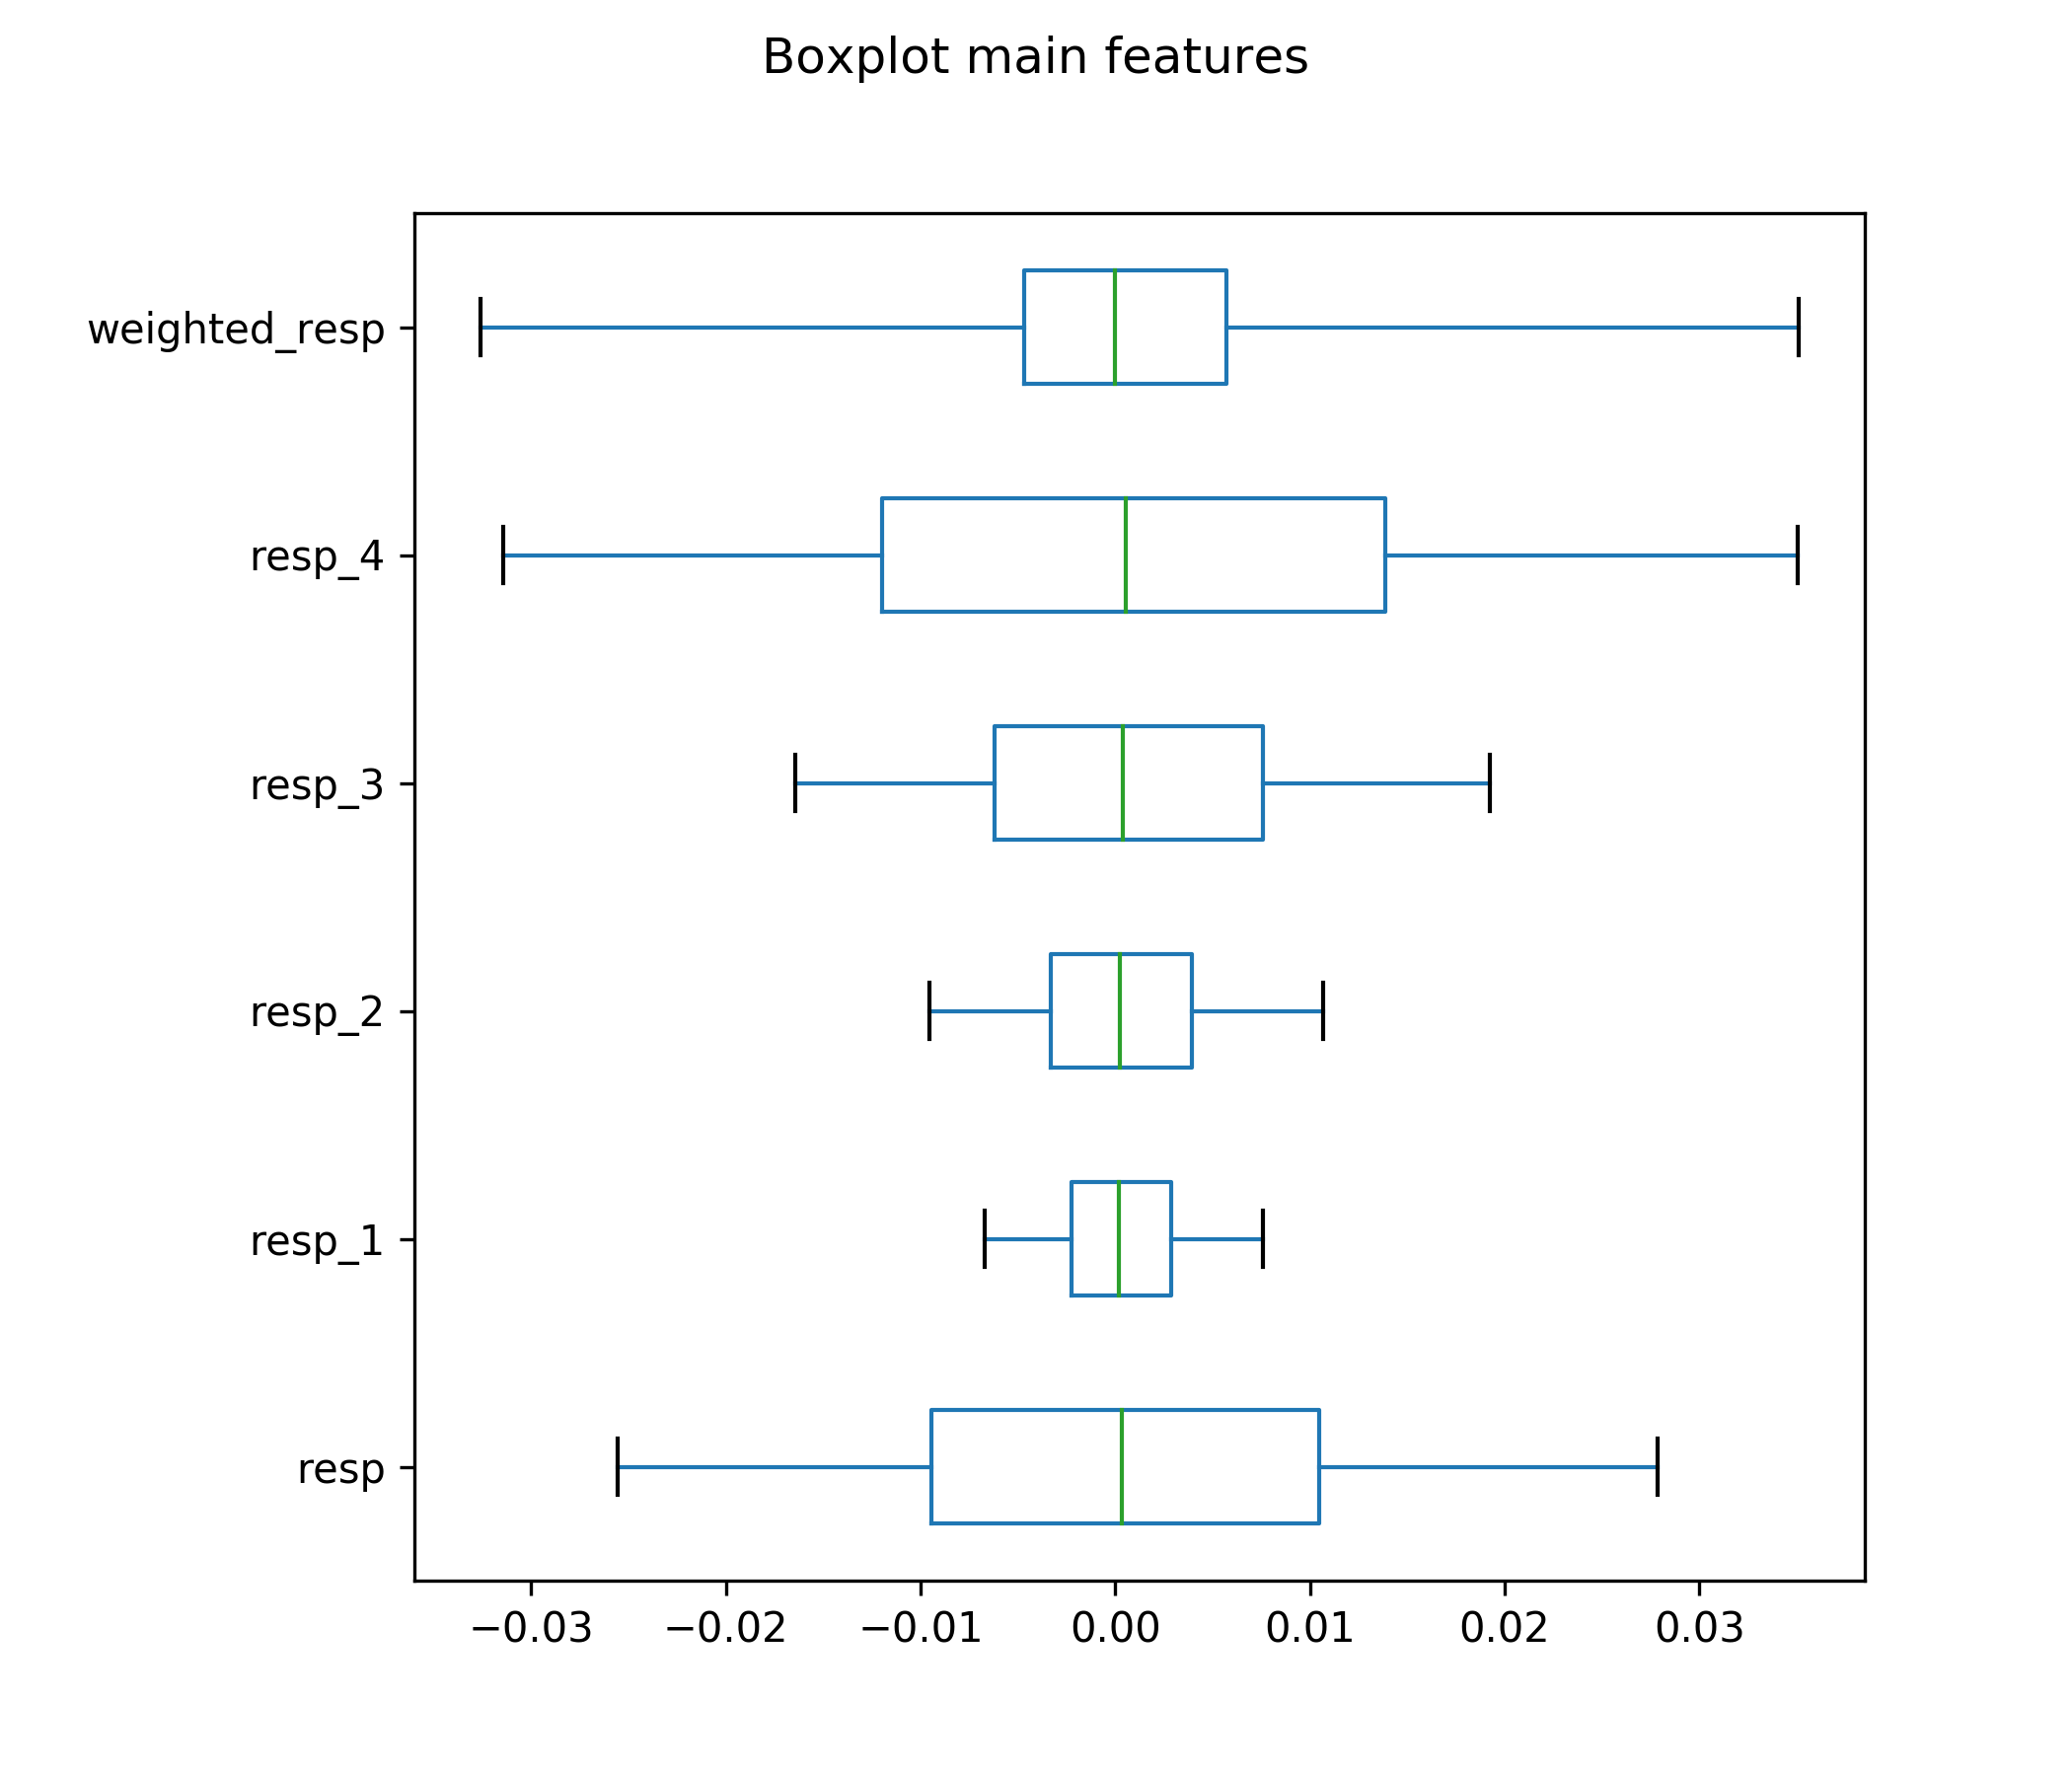 Boxplot main features
weighted_resp
resp_4
resp_3
resp_2
resp_1
resp
−0.03 −0.02 −0.01 0.00 0.01 0.02 0.03